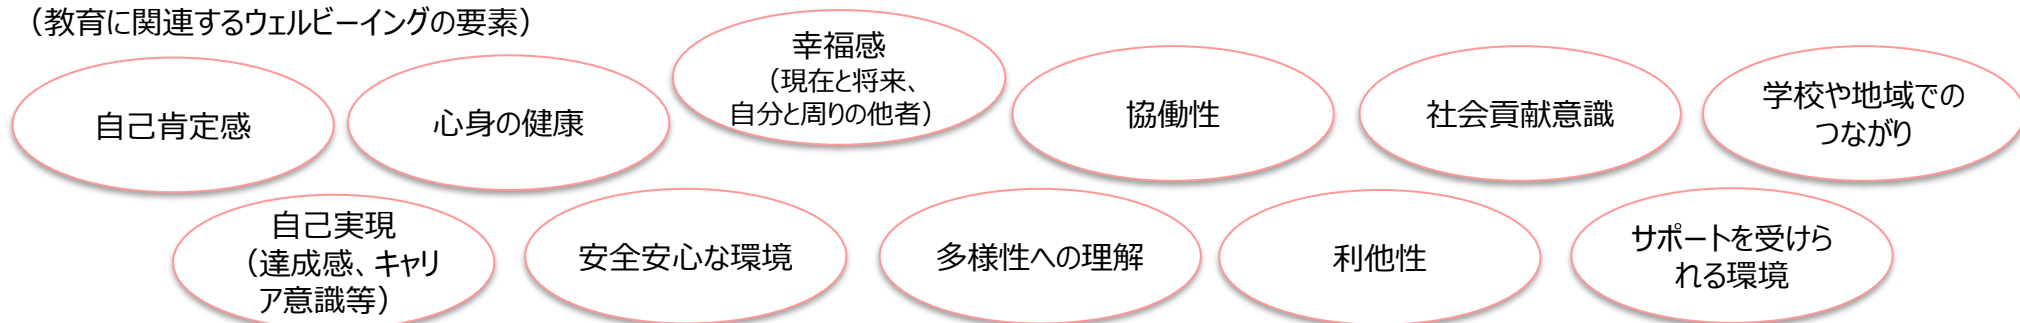 （教育に関連するウェルビーイングの要素）
自己肯定感
心身の健康
幸福感
（現在と将来、
自分と周りの他者）
協働性
社会貢献意識
学校や地域での
つながり
自己実現
（達成感、キャリ
ア意識等）
安全安心な環境
多様性への理解
利他性
サポートを受けら
れる環境